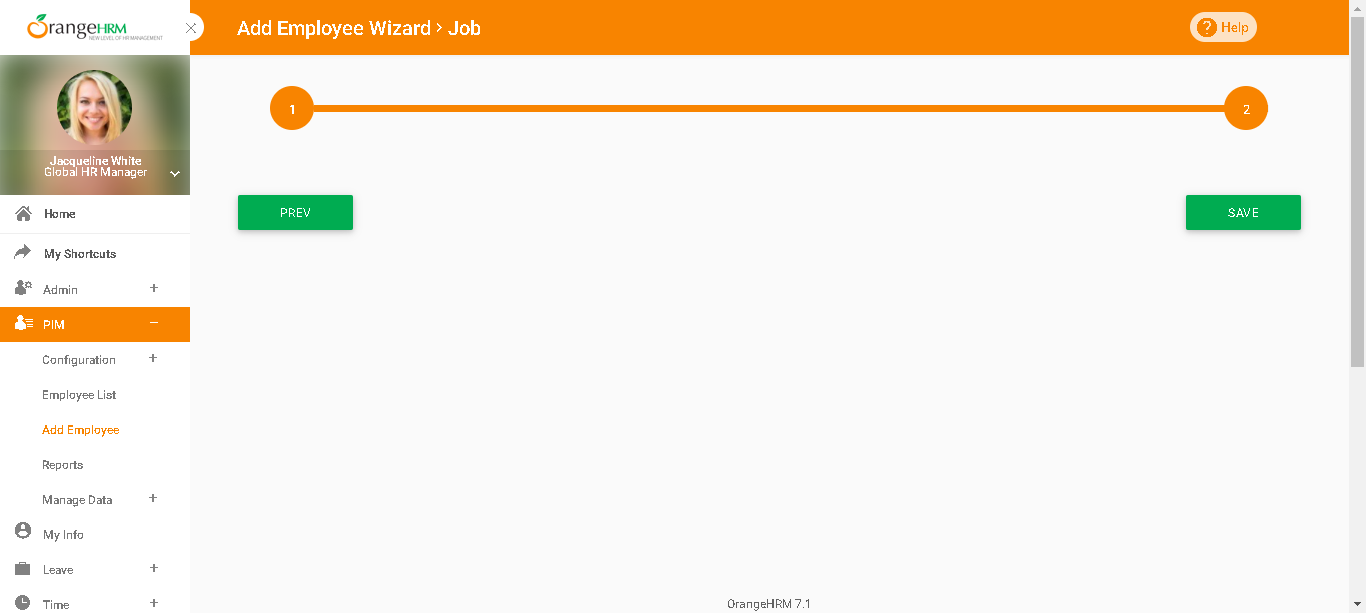 OrangeHRM
NEW LEVEL OF HR MANAGEMENT
Add Employee Wizard > Job
? Help
Jacqueline White
Global HR Manager
1
2
PREV
SAVE
Home
My Shortcuts
Admin
PIM
Configuration
Employee List
Add Employee
Reports
Manage Data
My Info
Leave
Time
OrangeHRM 7.1